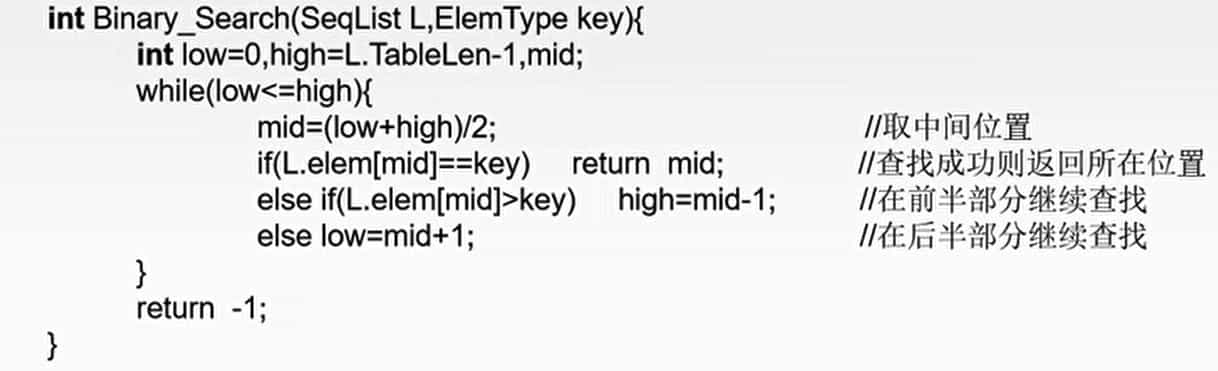 int Binary_Search(SeqList L,ElemType key){
int low=0,high=L.TableLen-1,mid;
while(low<=high){
mid=(low+high)/2; //取中间位置
if(L.elem[mid]==key) return mid; //查找成功则返回所在位置
else if(L.elem[mid]>key) high=mid-1; //在前半部分继续查找
else low=mid+1; //在后半部分继续查找
}
return -1;
}